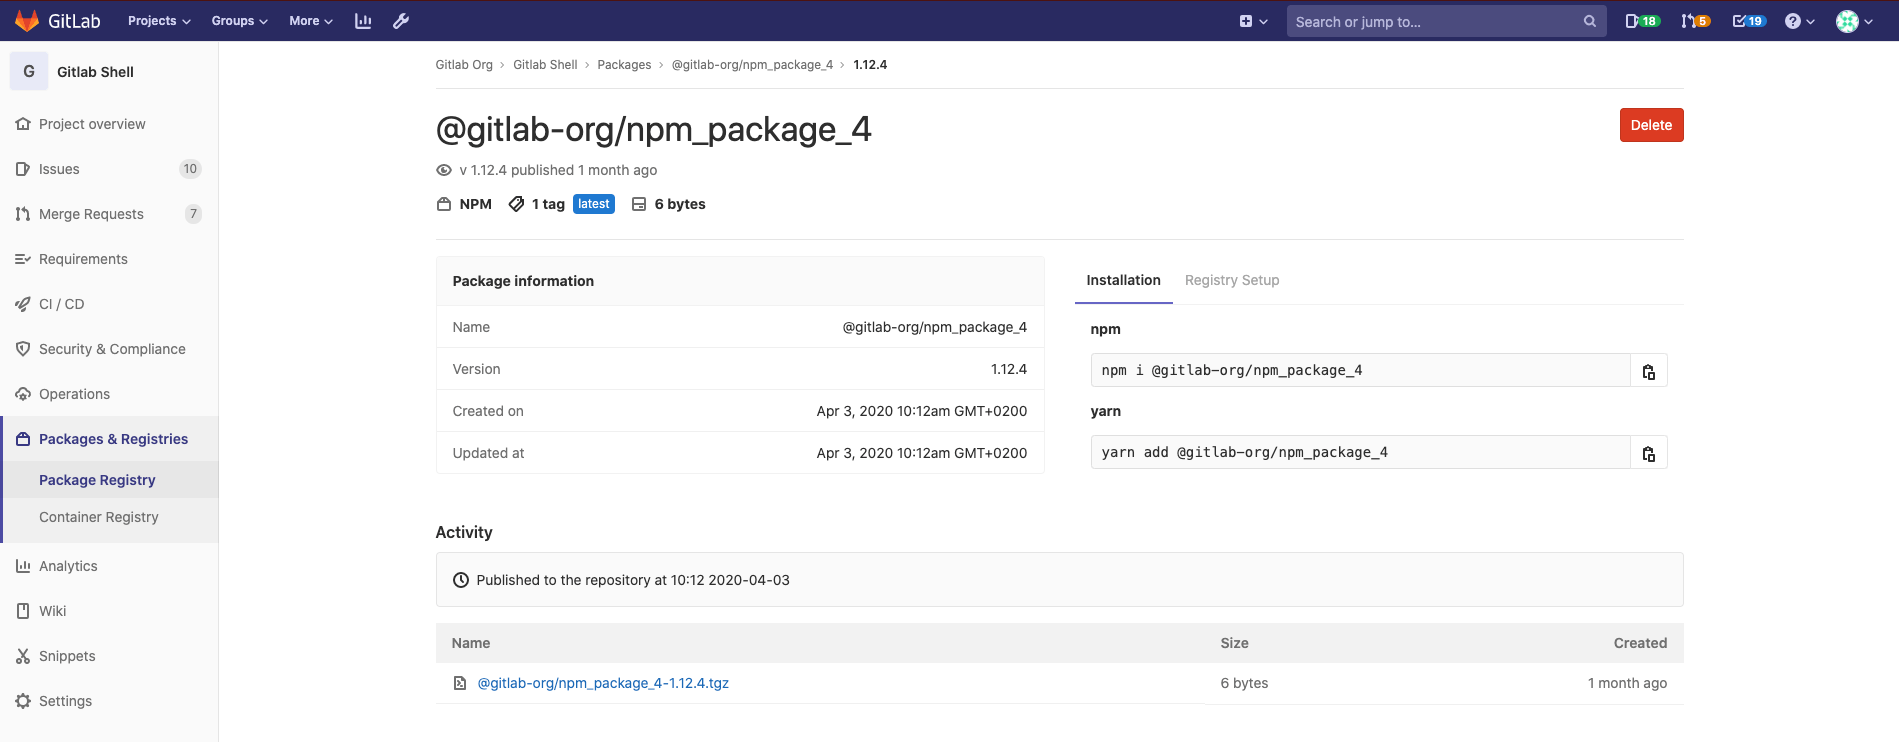 GitLab Projects Groups More Search or jump to... 18 5 19
G Gitlab Shell
Project overview
Issues 10
Merge Requests 7
Requirements
CI / CD
Security & Compliance
Operations
Packages & Registries
Package Registry
Container Registry
Analytics
Wiki
Snippets
Settings
Gitlab Org › Gitlab Shell › Packages › @gitlab-org/npm_package_4 › 1.12.4
@gitlab-org/npm_package_4
Delete
v 1.12.4 published 1 month ago
NPM 1 tag latest 6 bytes
Package information
Name @gitlab-org/npm_package_4
Version 1.12.4
Created on Apr 3, 2020 10:12am GMT+0200
Updated at Apr 3, 2020 10:12am GMT+0200
Installation Registry Setup
npm
npm i @gitlab-org/npm_package_4
yarn
yarn add @gitlab-org/npm_package_4
Activity
Published to the repository at 10:12 2020-04-03
Name Size Created
@gitlab-org/npm_package_4-1.12.4.tgz 6 bytes 1 month ago